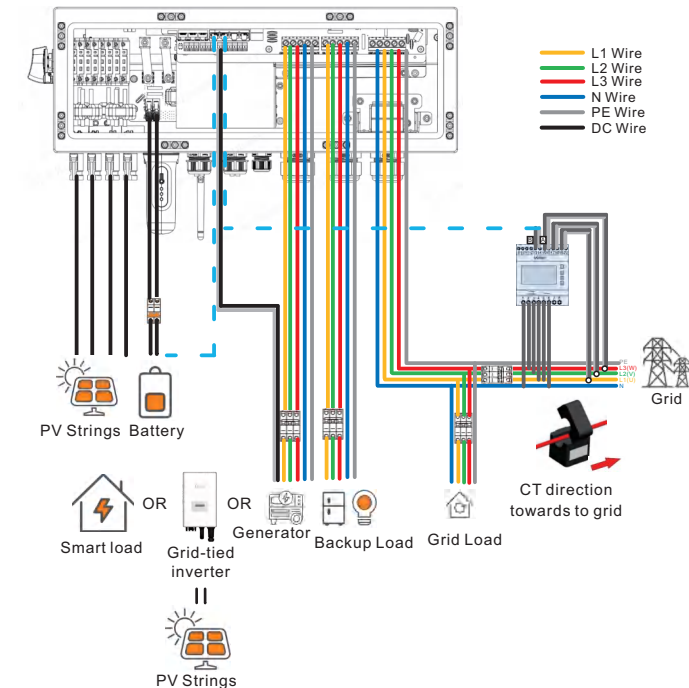 L1 Wire
L2 Wire
L3 Wire
N Wire
PE Wire
DC Wire
B A
PE
L3(W)
L2(V)
L1(U)
N
Grid
PV Strings
Battery
CT direction
towards to grid
Smart load
OR
Grid-tied
inverter
OR
Generator
Backup Load
Grid Load
PV Strings